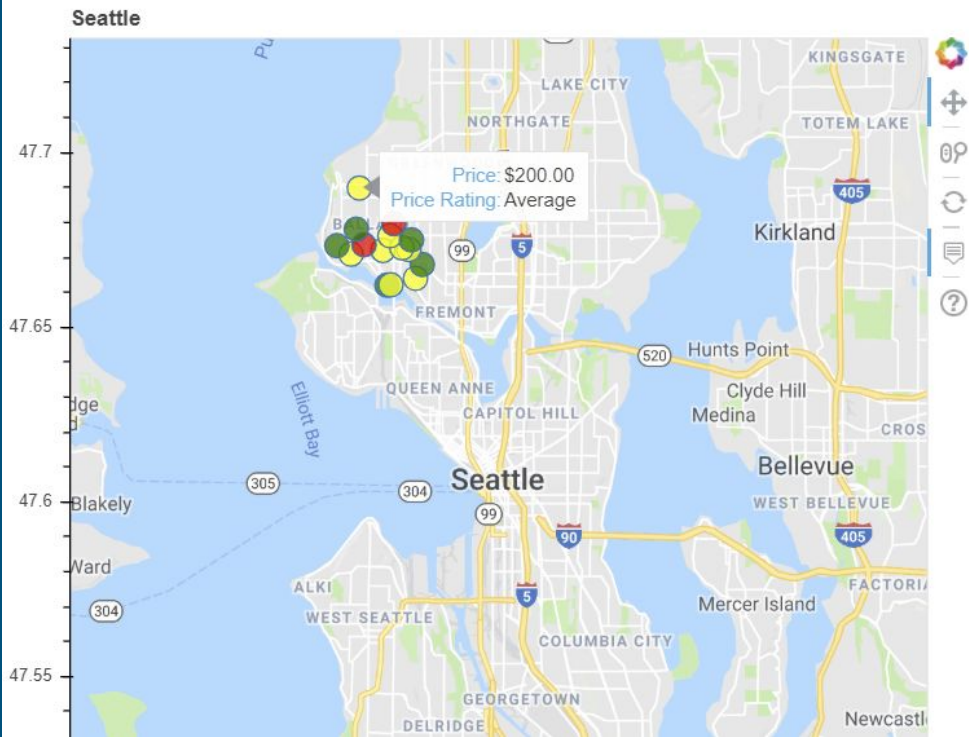 Seattle
Pu
KINGSGATE
LAKE CITY
NORTHGATE
TOTEM LAKE
47.7
Price: $200.00
Price Rating: Average
405
BALLA
Kirkland
99
5
47.65
FREMONT
520
Hunts Point
QUEEN ANNE
Clyde Hill
Elliott Bay
dge
d
CAPITOL HILL
Medina
CROS
Seattle
Bellevue
305
304
47.6
Blakely
99
WEST BELLEVUE
90
405
Ward
ALKI
5
FACTORIA
304
WEST SEATTLE
Mercer Island
COLUMBIA CITY
47.55
GEORGETOWN
DELRIDGE
Newcastl